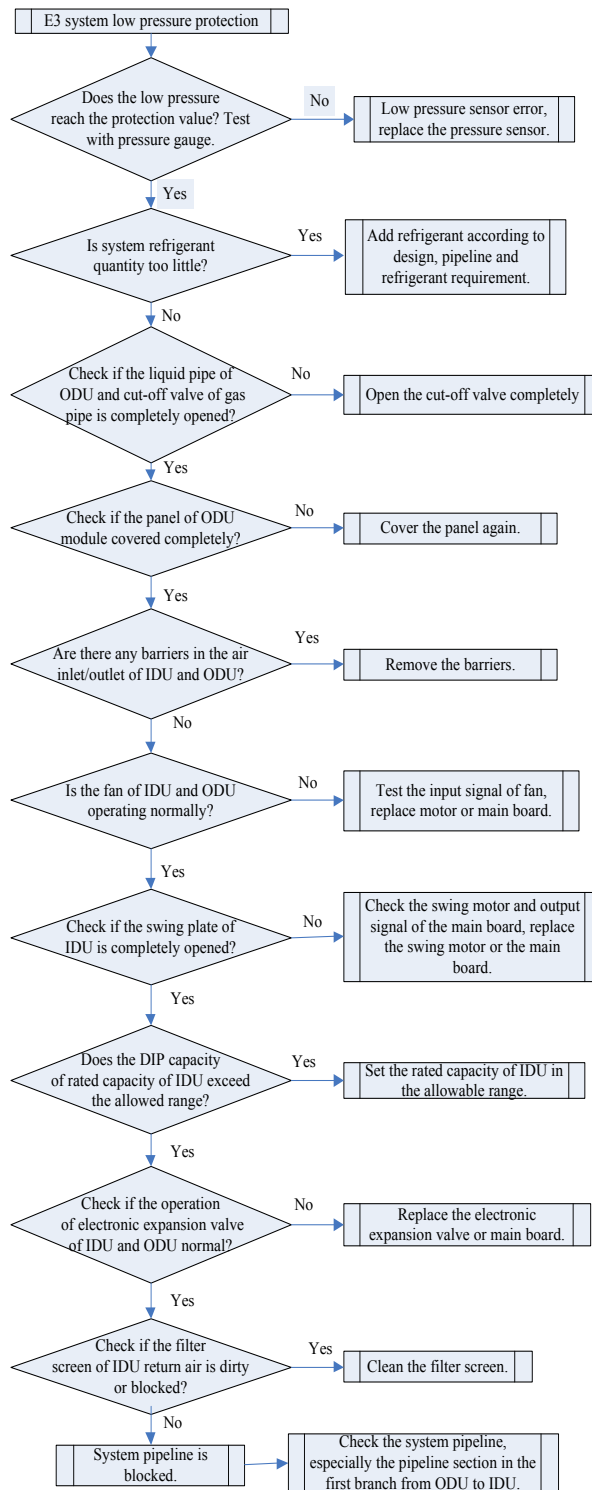 E3 system low pressure protection
Does the low pressure
reach the protection value? Test
with pressure gauge.
No
Low pressure sensor error,
replace the pressure sensor.
Yes
Is system refrigerant
quantity too little?
Yes
Add refrigerant according to
design, pipeline and
refrigerant requirement.
No
Check if the liquid pipe of
ODU and cut-off valve of gas
pipe is completely opened?
No
Open the cut-off valve completely
Yes
Check if the panel of ODU
module covered completely?
No
Cover the panel again.
Yes
Are there any barriers in the air
inlet/outlet of IDU and ODU?
Yes
Remove the barriers.
No
Is the fan of IDU and ODU
operating normally?
No
Test the input signal of fan,
replace motor or main board.
Yes
Check if the swing plate of
IDU is completely opened?
No
Check the swing motor and output
signal of the main board, replace
the swing motor or the main
board.
Yes
Does the DIP capacity
of rated capacity of IDU exceed
the allowed range?
Yes
Set the rated capacity of IDU in
the allowable range.
Yes
Check if the operation
of electronic expansion valve
of IDU and ODU normal?
No
Replace the electronic
expansion valve or main board.
Yes
Check if the filter
screen of IDU return air is dirty
or blocked?
Yes
Clean the filter screen.
No
System pipeline is
blocked.
Check the system pipeline,
especially the pipeline section in the
first branch from ODU to IDU.